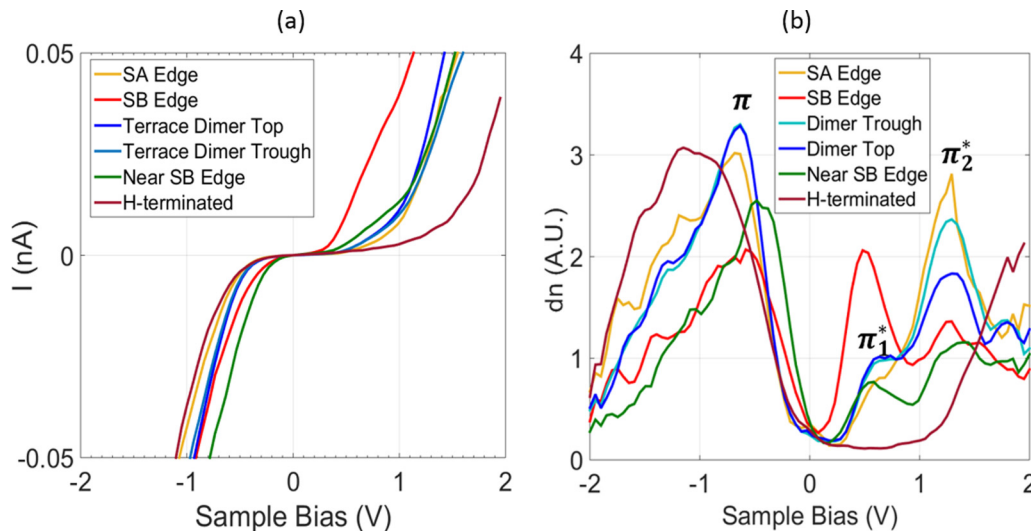 (a)
0.05
SA Edge
SB Edge
Terrace Dimer Top
Terrace Dimer Trough
Near SB Edge
H-terminated
I (nA)
0
-0.05
-2 -1 0 1 2
Sample Bias (V)
(b)
4
SA Edge
SB Edge
Dimer Trough
Dimer Top
Near SB Edge
H-terminated
π
π₂*
3
dn (A.U.)
2
π₁*
1
0
-2 -1 0 1 2
Sample Bias (V)